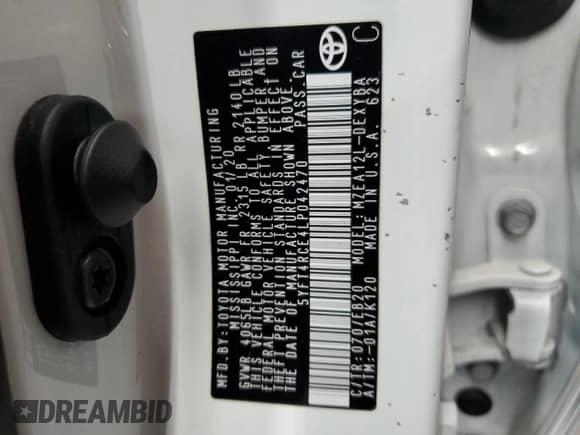 MFD.BY:TOYOTA MOTOR MANUFACTURING
MISSISSIPPI INC. 01/20
GVWR 4065LB GAWR FR 2315 LB RR 2140LB
THIS VEHICLE CONFORMS TO ALL APPLICABLE
FEDERAL MOTOR VEHICLE SAFETY, BUMPER, AND
THEFT PREVENTION STANDARDS IN EFFECT ON
THE DATE OF MANUFACTURE SHOWN ABOVE.
5YFT4RCE4LP042470 PASS.CAR
C/TR:070/EB20 MODEL:MZEA12L-DEXYBA
A/TM:-01A/K120 MADE IN U.S.A. 623
C
DREAMBID